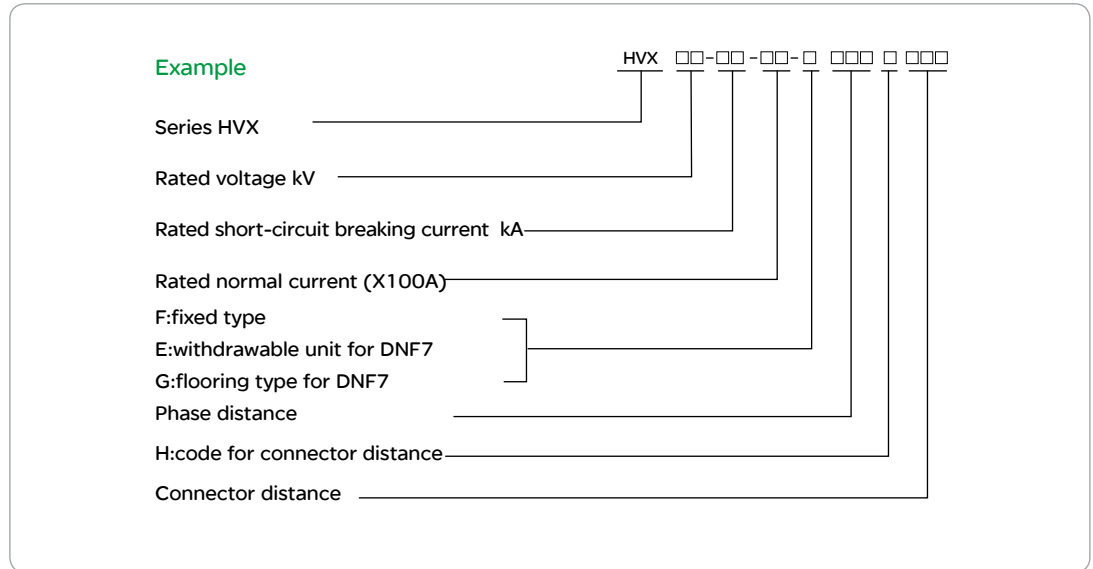 Example
HVX □□-□□-□□-□ □□□ □ □□□
Series HVX
Rated voltage kV
Rated short-circuit breaking current kA
Rated normal current (X100A)
F:fixed type
E:withdrawable unit for DNF7
G:flooring type for DNF7
Phase distance
H:code for connector distance
Connector distance